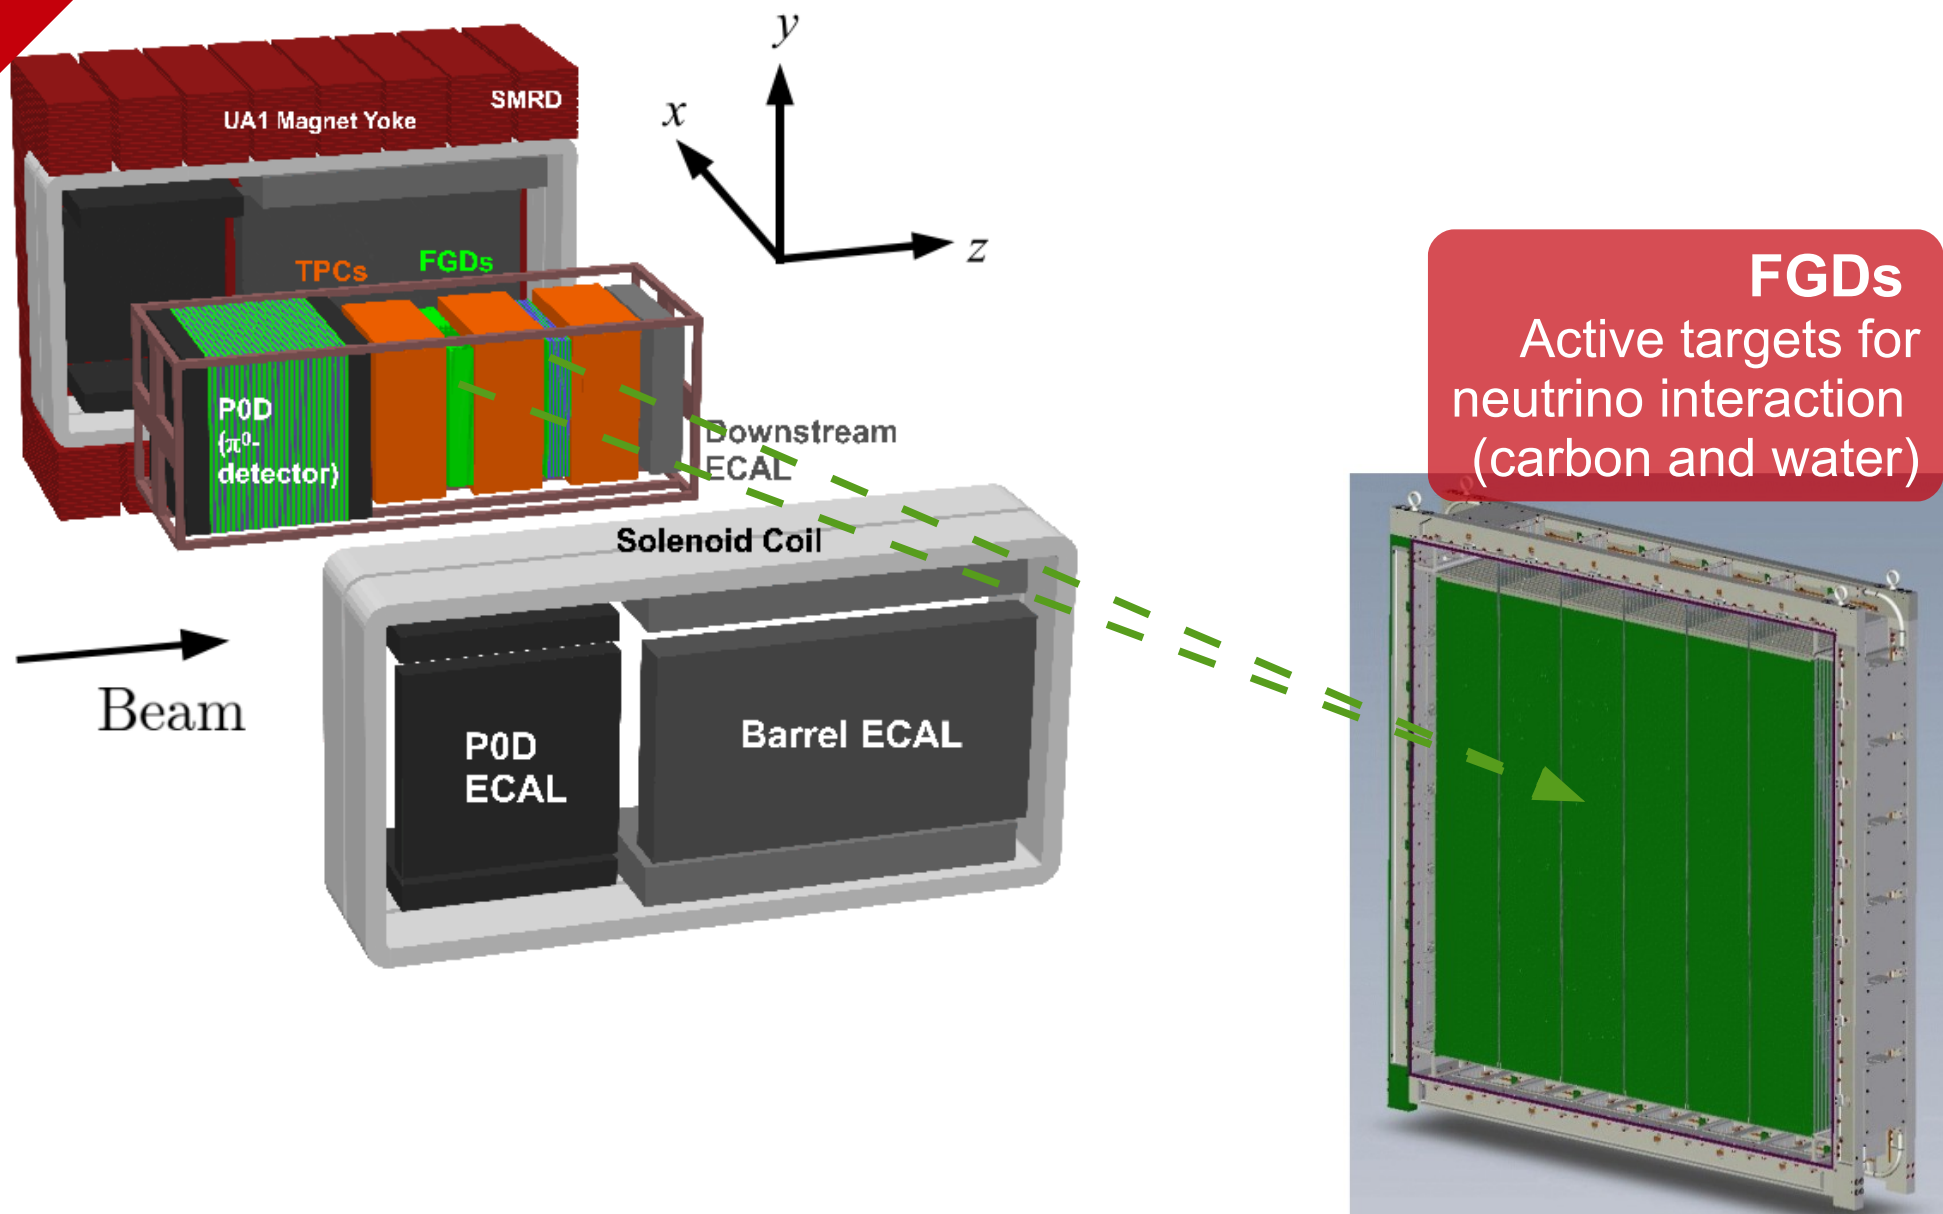 y
x
z
SMRD
UA1 Magnet Yoke
TPCs
FGDs
P0D
(π⁰-
detector)
Downstream
ECAL
Solenoid Coil
Beam
P0D
ECAL
Barrel ECAL
FGDs
Active targets for
neutrino interaction
(carbon and water)